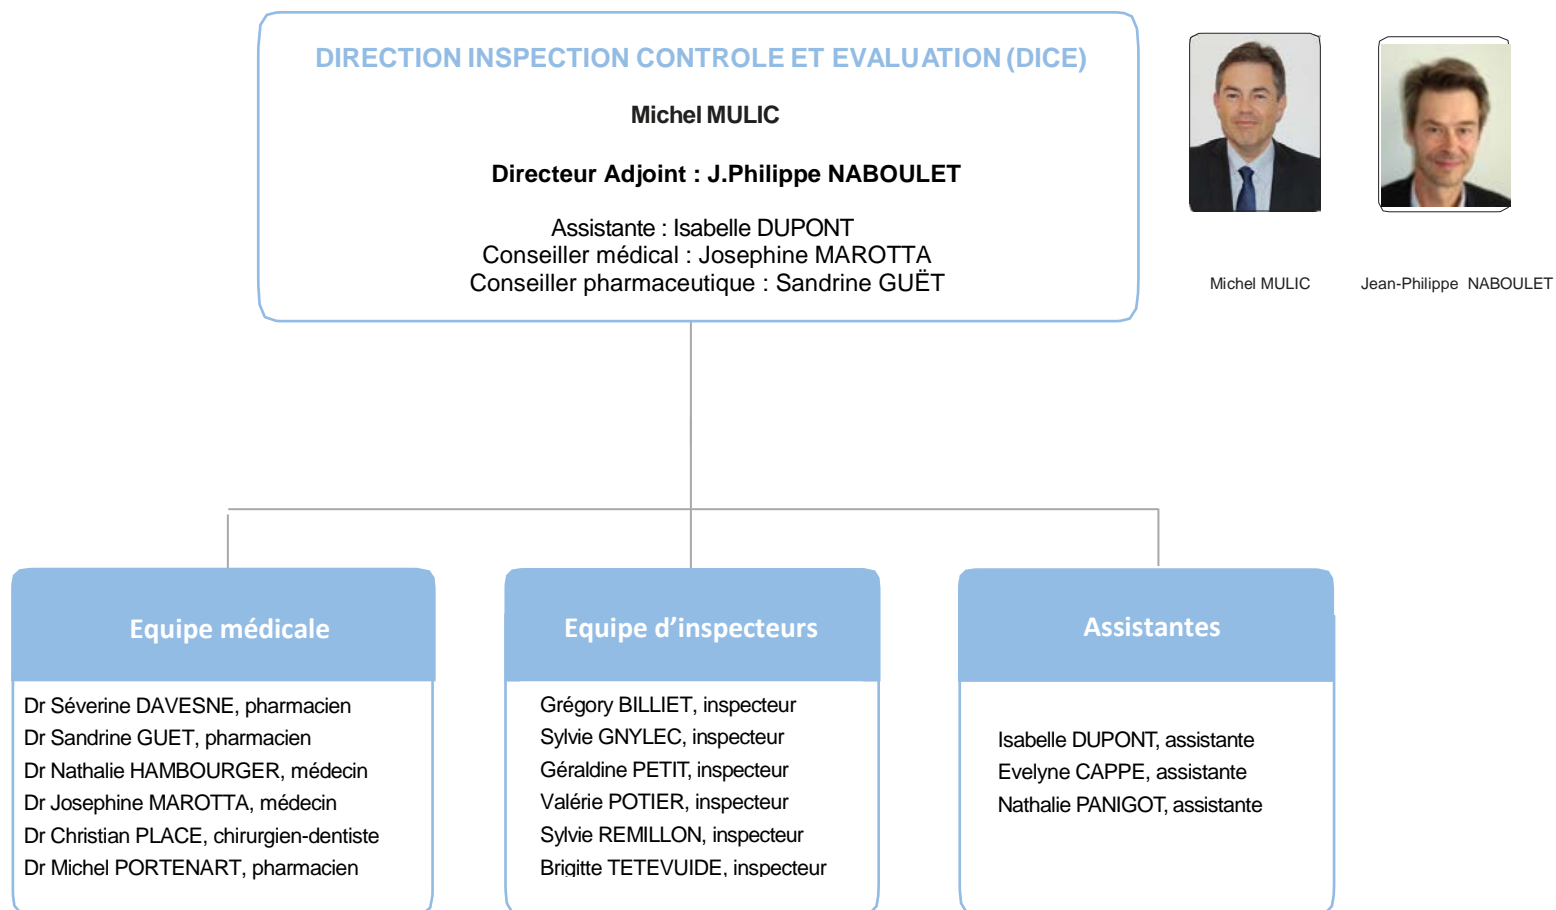 DIRECTION INSPECTION CONTROLE ET EVALUATION (DICE)
Michel MULIC
Directeur Adjoint : J.Philippe NABOULET
Assistante : Isabelle DUPONT
Conseiller médical : Josephine MAROTTA
Conseiller pharmaceutique : Sandrine GUËT
Michel MULIC
Jean-Philippe NABOULET
Equipe médicale
Dr Séverine DAVESNE, pharmacien
Dr Sandrine GUET, pharmacien
Dr Nathalie HAMBOURGER, médecin
Dr Josephine MAROTTA, médecin
Dr Christian PLACE, chirurgien-dentiste
Dr Michel PORTENART, pharmacien
Equipe d’inspecteurs
Grégory BILLIET, inspecteur
Sylvie GNYLEC, inspecteur
Géraldine PETIT, inspecteur
Valérie POTIER, inspecteur
Sylvie REMILLON, inspecteur
Brigitte TETEVUIDE, inspecteur
Assistantes
Isabelle DUPONT, assistante
Evelyne CAPPE, assistante
Nathalie PANIGOT, assistante